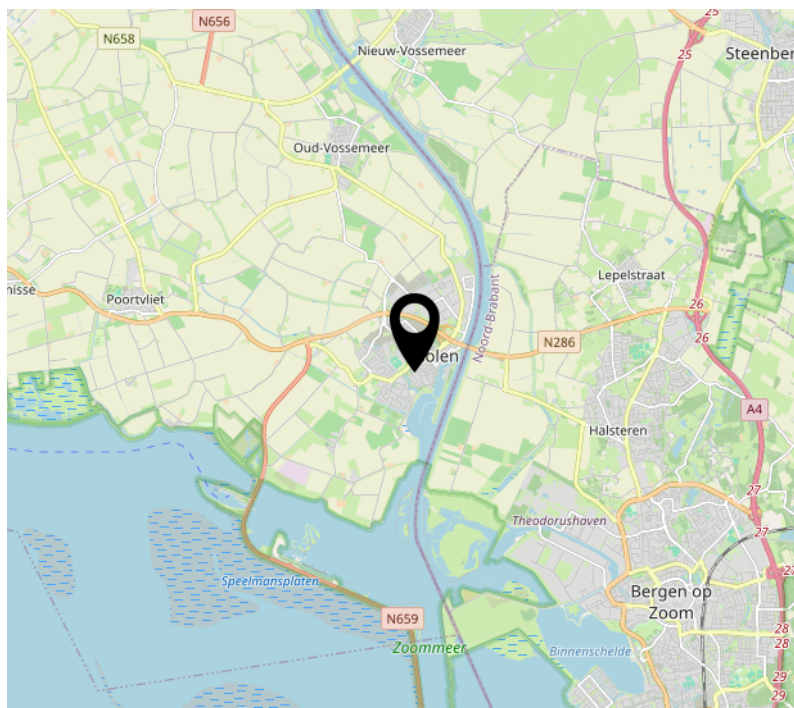 N656
N658
Nieuw-Vossemeer
25
25
Steenber
Oud-Vossemeer
Lepelstraat
nisse
Poortvliet
26
26
Noord-Brabant
N286
olen
A4
Halsteren
27
Theodorushaven
27
27
Speelmansplaten
Bergen op
Zoom
N659
28
28
Zoommeer
Binnenschelde
29
29